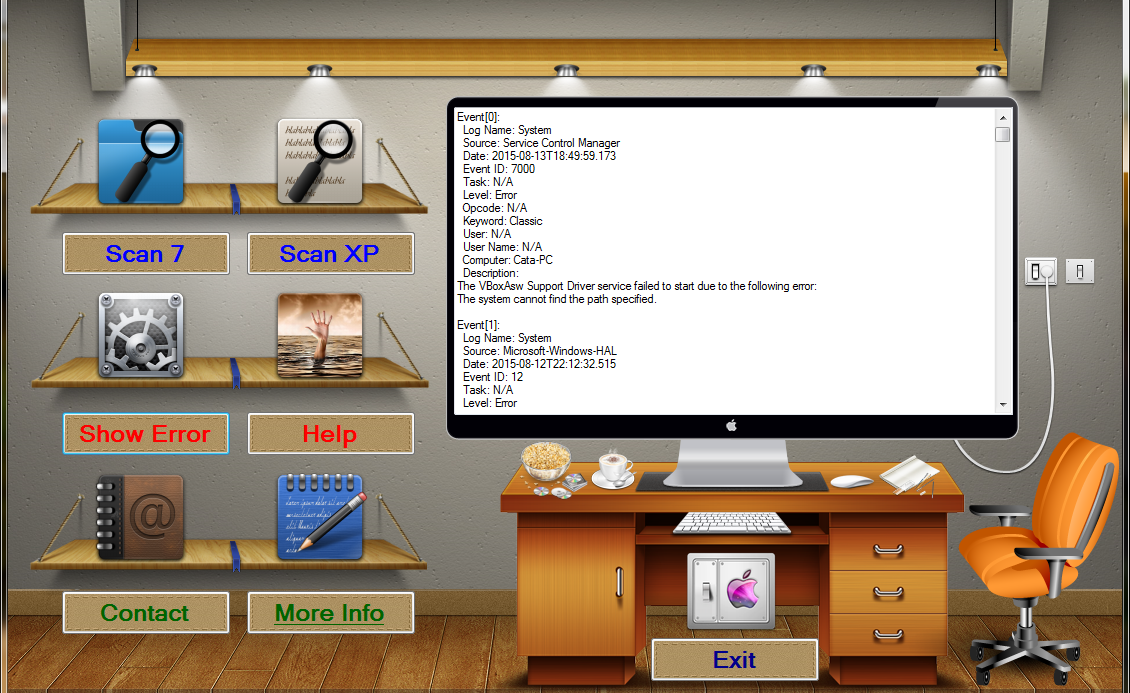 Event[0]:
Log Name: System
Source: Service Control Manager
Date: 2015-08-13T18:49:59.173
Event ID: 7000
Task: N/A
Level: Error
Opcode: N/A
Keyword: Classic
User: N/A
User Name: N/A
Computer: Cata-PC
Description:
The VBoxAsw Support Driver service failed to start due to the following error:
The system cannot find the path specified.
Event[1]:
Log Name: System
Source: Microsoft-Windows-HAL
Date: 2015-08-12T22:12:32.515
Event ID: 12
Task: N/A
Level: Error
Scan 7
Scan XP
Show Error
Help
@
Contact
More Info
Exit